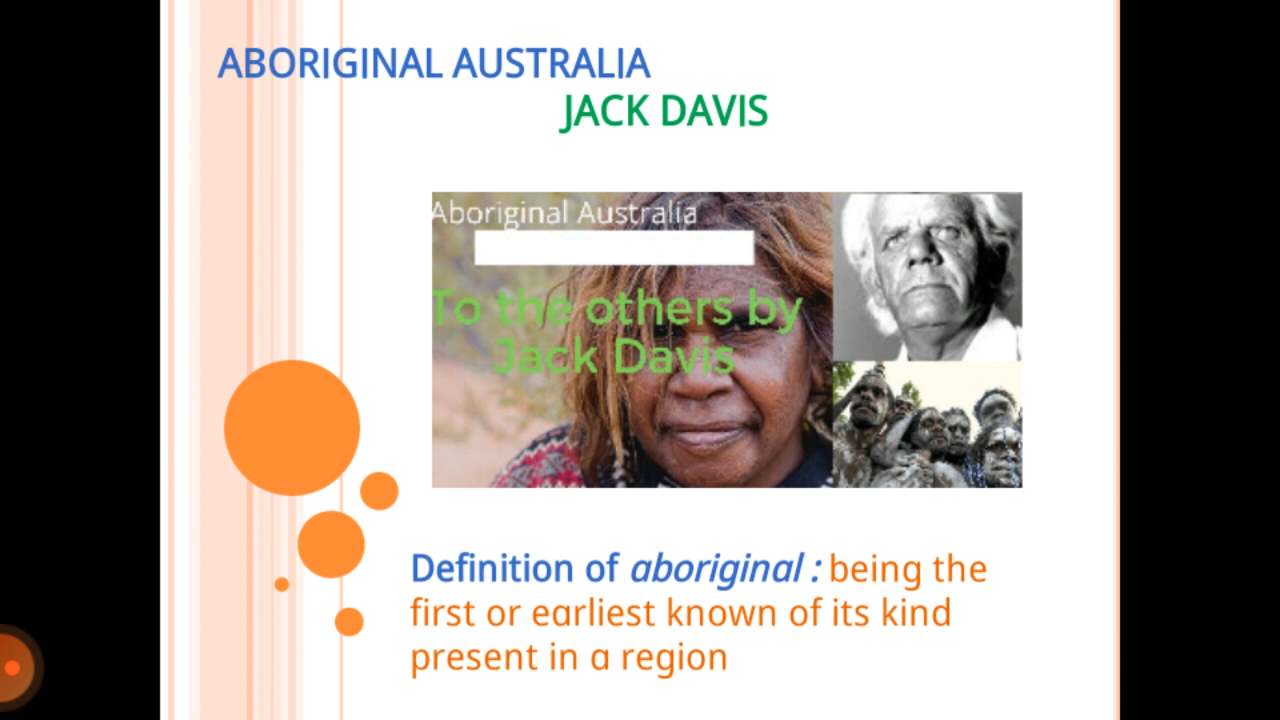 ABORIGINAL AUSTRALIA
JACK DAVIS
Aboriginal Australia
To the others by
Jack Davis
Definition of aboriginal : being the
first or earliest known of its kind
present in a region